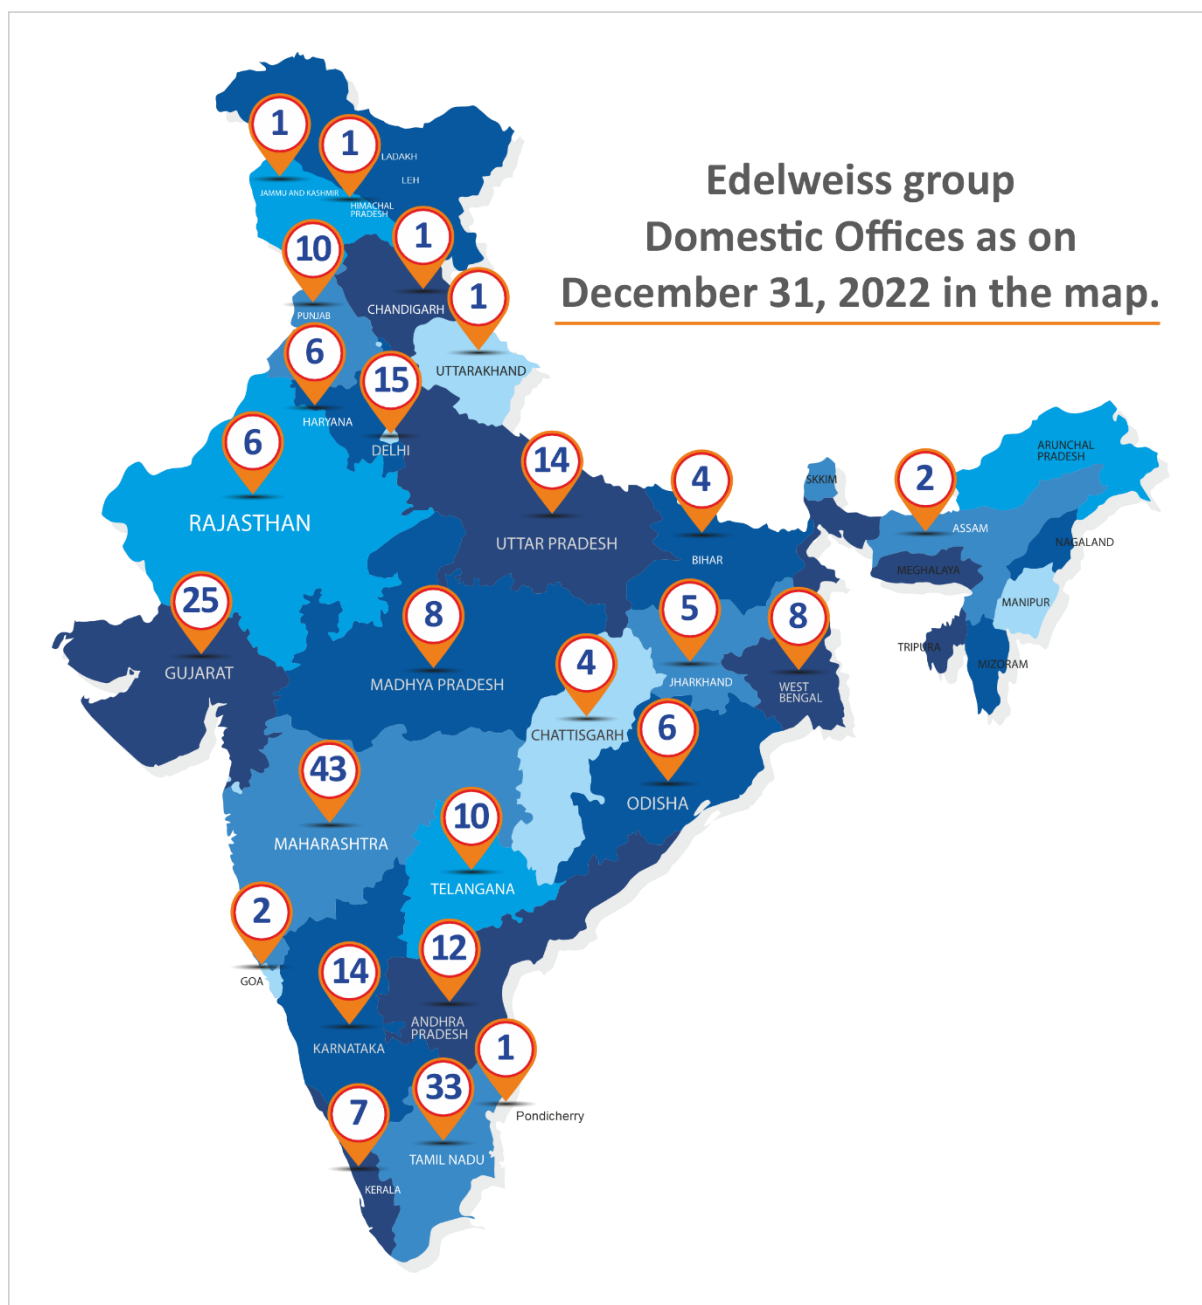 Edelweiss group
Domestic Offices as on
December 31, 2022 in the map.
1
JAMMU AND KASHMIR
1
HIMACHAL
PRADESH
LADAKH
LEH
10
PUNJAB
1
CHANDIGARH
1
UTTARAKHAND
6
HARYANA
15
DELHI
6
RAJASTHAN
14
UTTAR PRADESH
4
BIHAR
SKKIM
2
ASSAM
ARUNCHAL
PRADESH
NAGALAND
MEGHALAYA
MANIPUR
TRIPURA
MIZORAM
25
GUJARAT
8
MADHYA PRADESH
4
CHATTISGARH
5
JHARKHAND
8
WEST
BENGAL
6
ODISHA
43
MAHARASHTRA
10
TELANGANA
2
GOA
14
KARNATAKA
12
ANDHRA
PRADESH
1
Pondicherry
33
TAMIL NADU
7
KERALA